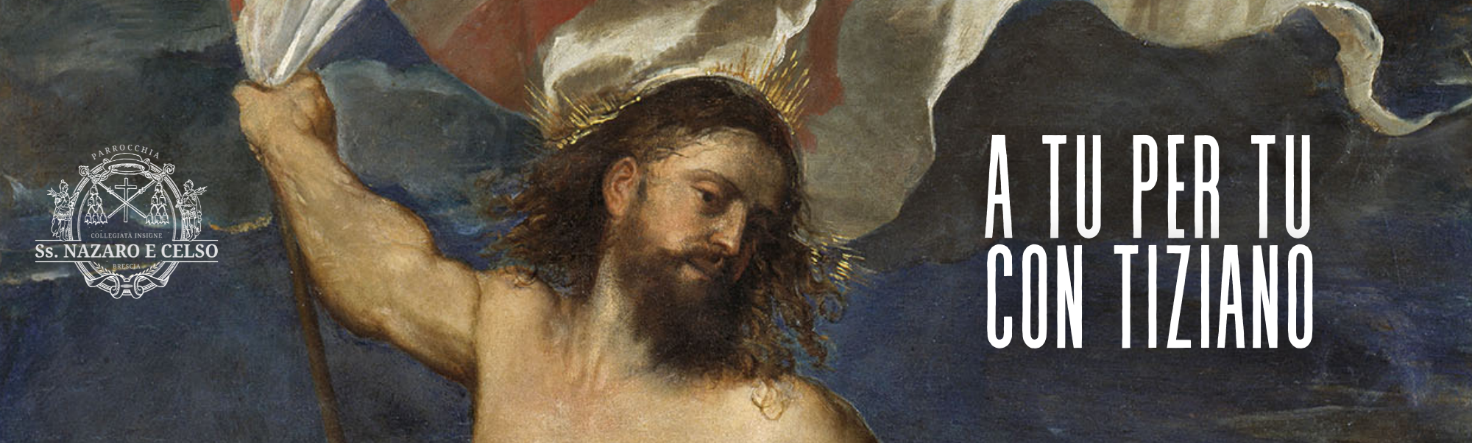 PARROCCHIA
COLLEGIATA INSIGNE
Ss. NAZARO E CELSO
BRESCIA
A TU PER TU
CON TIZIANO